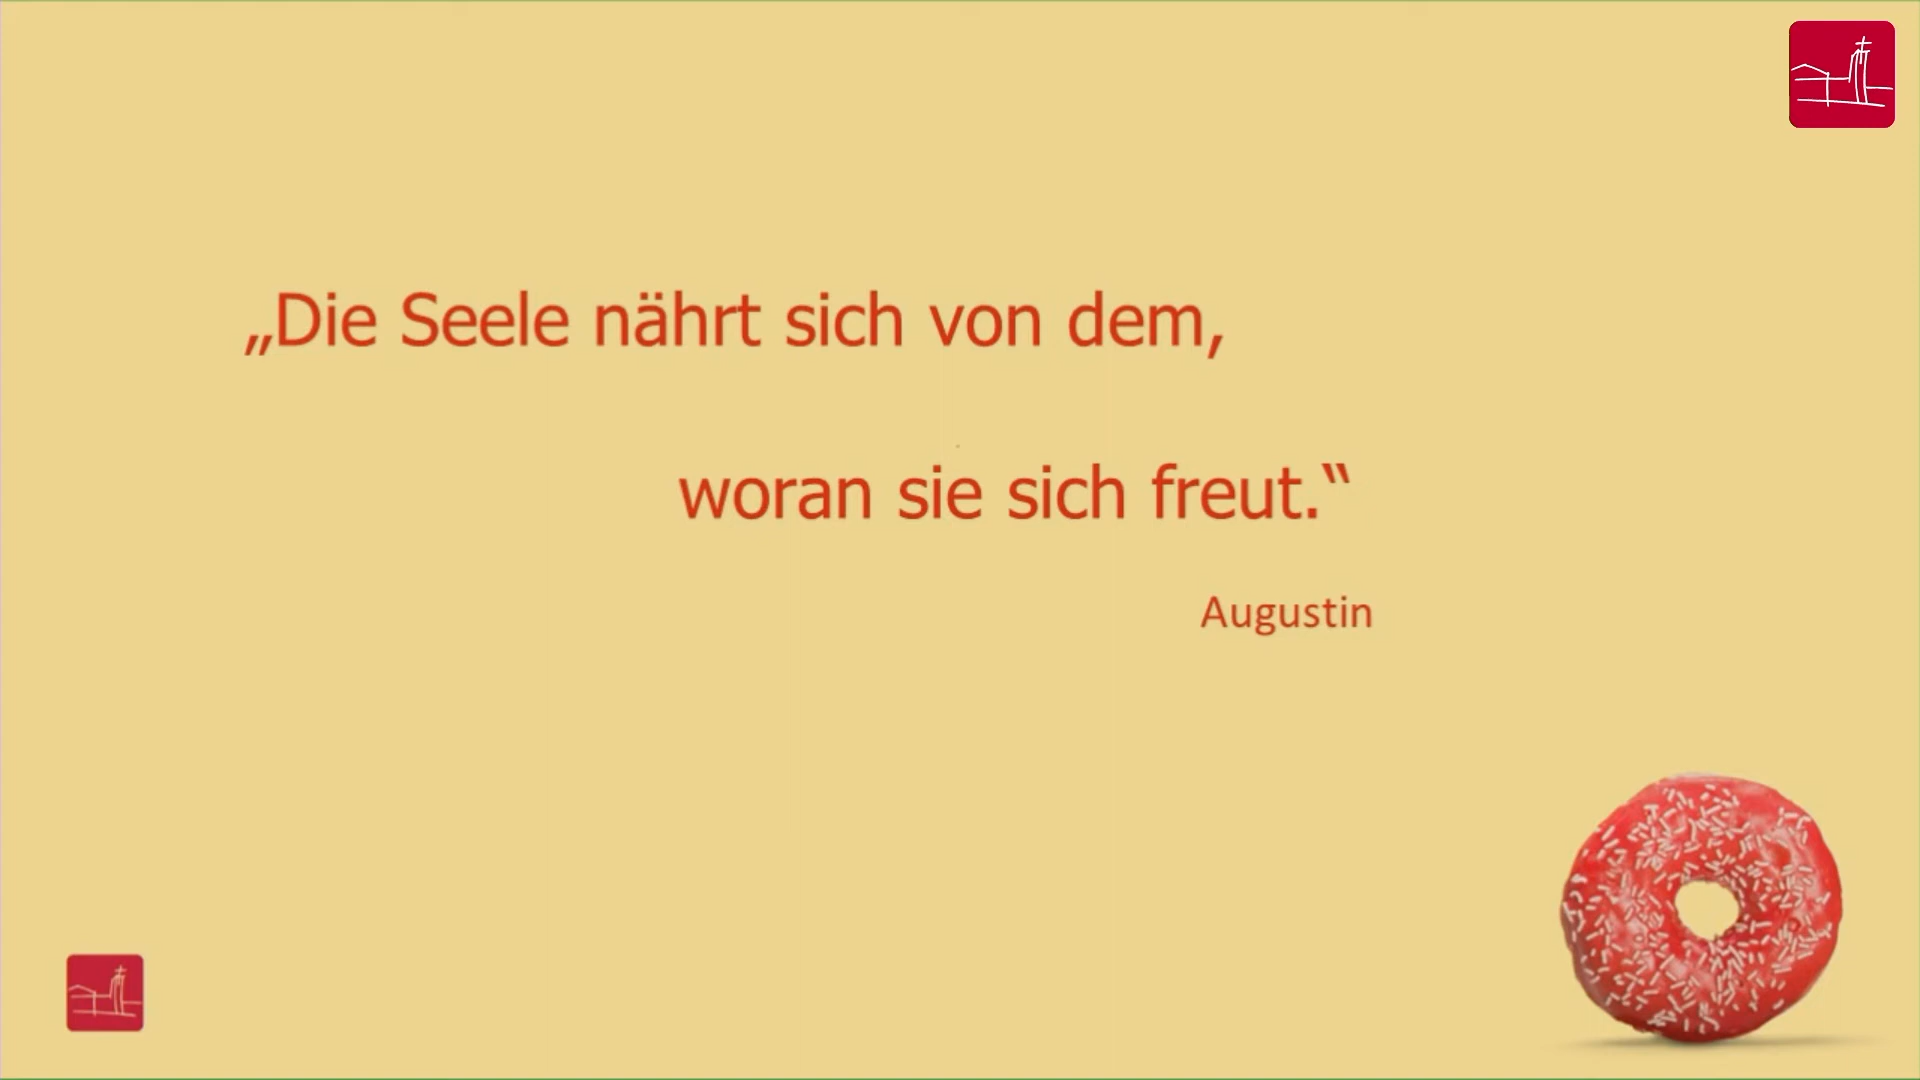 „Die Seele nährt sich von dem,
woran sie sich freut.“
Augustin